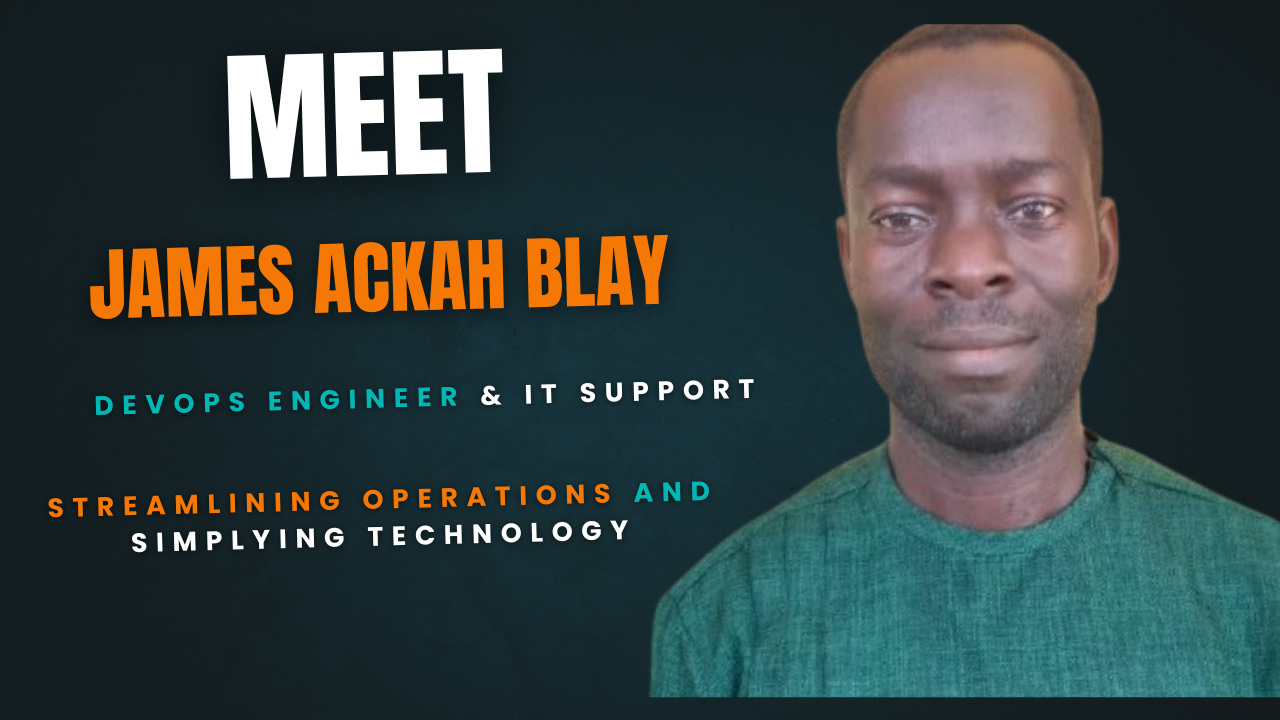 MEET
JAMES ACKAH BLAY
DEVOPS ENGINEER & IT SUPPORT
STREAMLINING OPERATIONS AND
SIMPLYING TECHNOLOGY